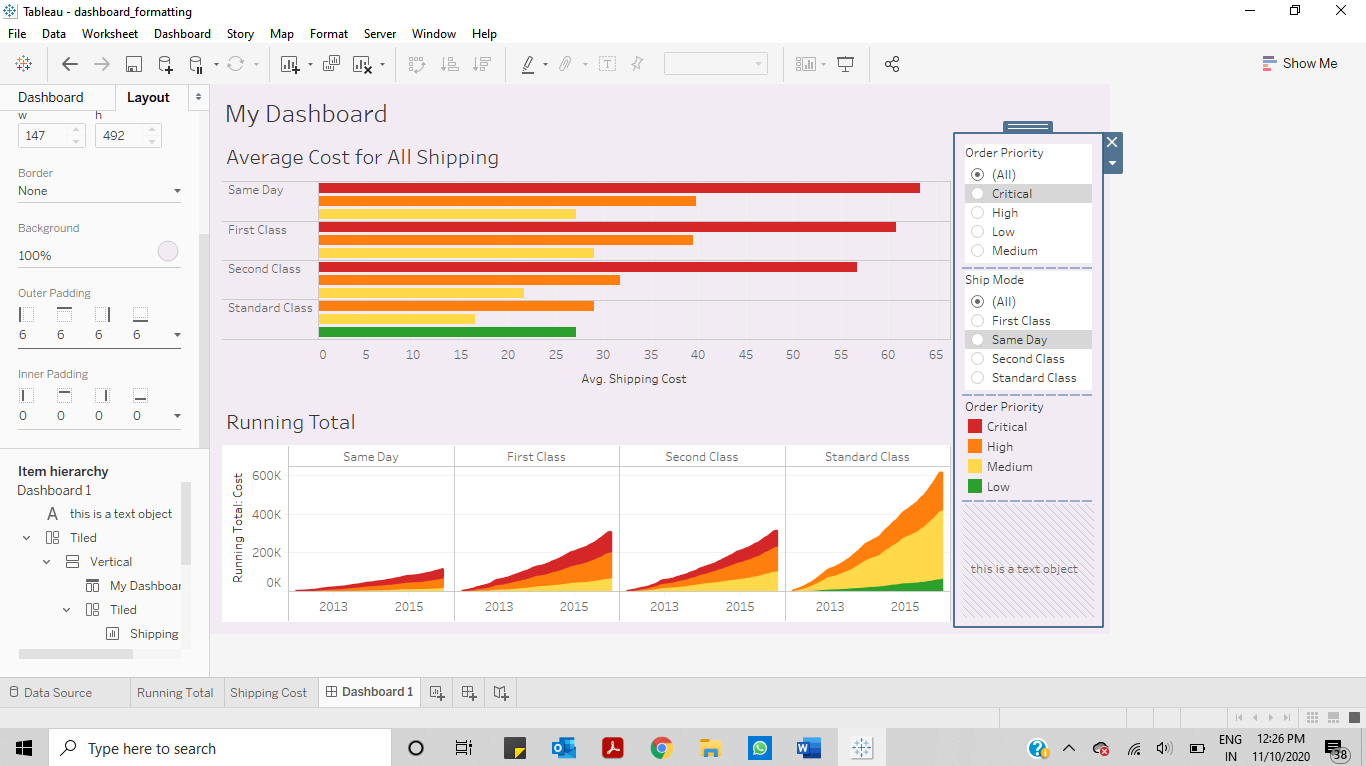 Tableau - dashboard_formatting
File Data Worksheet Dashboard Story Map Format Server Window Help
Show Me
Dashboard Layout
w h
147 492
Border
None
Background
100%
Outer Padding
6 6 6 6
Inner Padding
0 0 0 0
Item hierarchy
Dashboard 1
A this is a text object
Tiled
Vertical
My Dashboar
Tiled
Shipping
My Dashboard
Average Cost for All Shipping
Same Day
First Class
Second Class
Standard Class
0 5 10 15 20 25 30 35 40 45 50 55 60 65
Avg. Shipping Cost
Running Total
Same Day First Class Second Class Standard Class
Running Total: Cost
600K
400K
200K
0K
2013 2015 2013 2015 2013 2015 2013 2015
Order Priority
(All)
Critical
High
Low
Medium
Ship Mode
(All)
First Class
Same Day
Second Class
Standard Class
Order Priority
Critical
High
Medium
Low
this is a text object
Data Source Running Total Shipping Cost Dashboard 1
Type here to search
ENG
IN
12:26 PM
11/10/2020
38